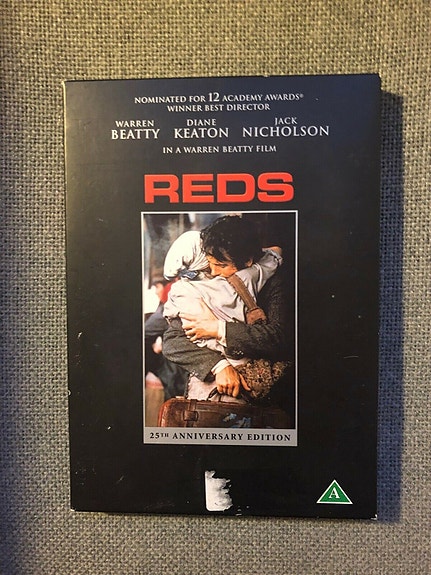 NOMINATED FOR 12 ACADEMY AWARDS®
WINNER BEST DIRECTOR
WARREN DIANE JACK
BEATTY KEATON NICHOLSON
IN A WARREN BEATTY FILM
REDS
25TH ANNIVERSARY EDITION
A